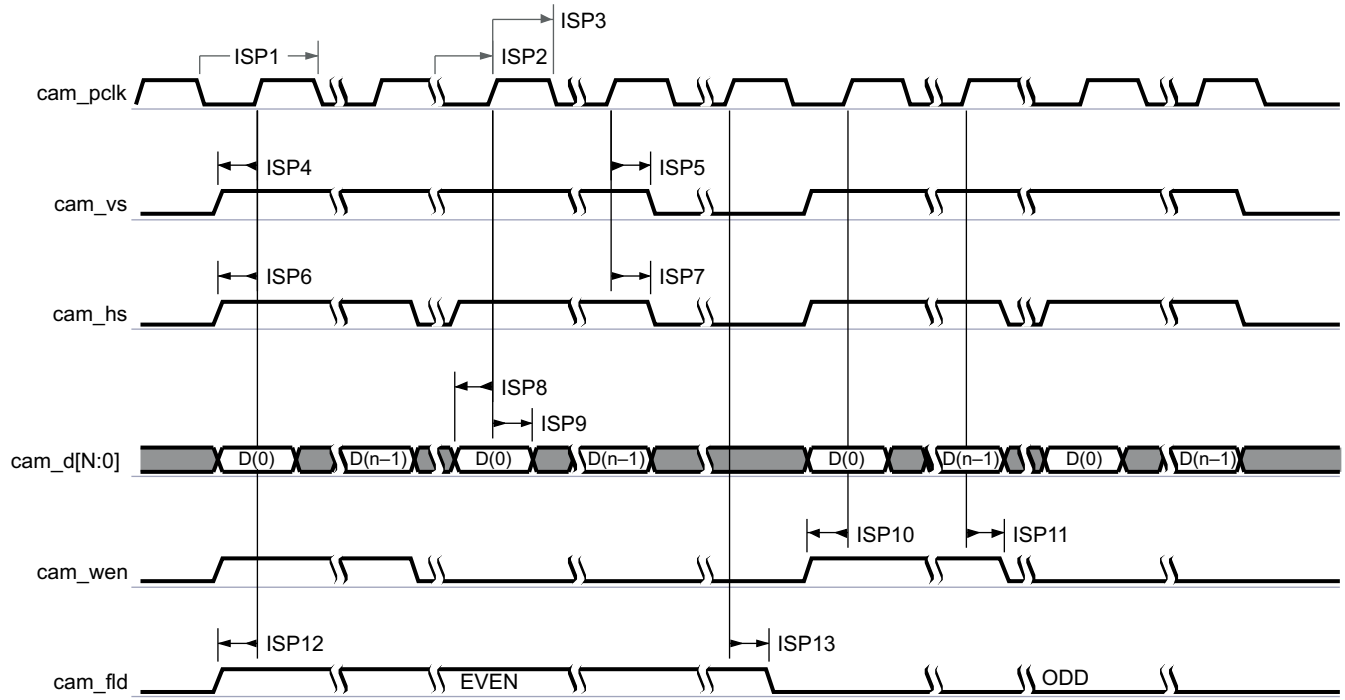 ISP3
ISP1
ISP2
cam_pclk
ISP4
ISP5
cam_vs
ISP6
ISP7
cam_hs
ISP8
ISP9
cam_d[N:0]
D(0) D(n–1) D(0) D(n–1) D(0) D(n–1) D(0) D(n–1)
ISP10
ISP11
cam_wen
ISP12
ISP13
cam_fld
EVEN
ODD